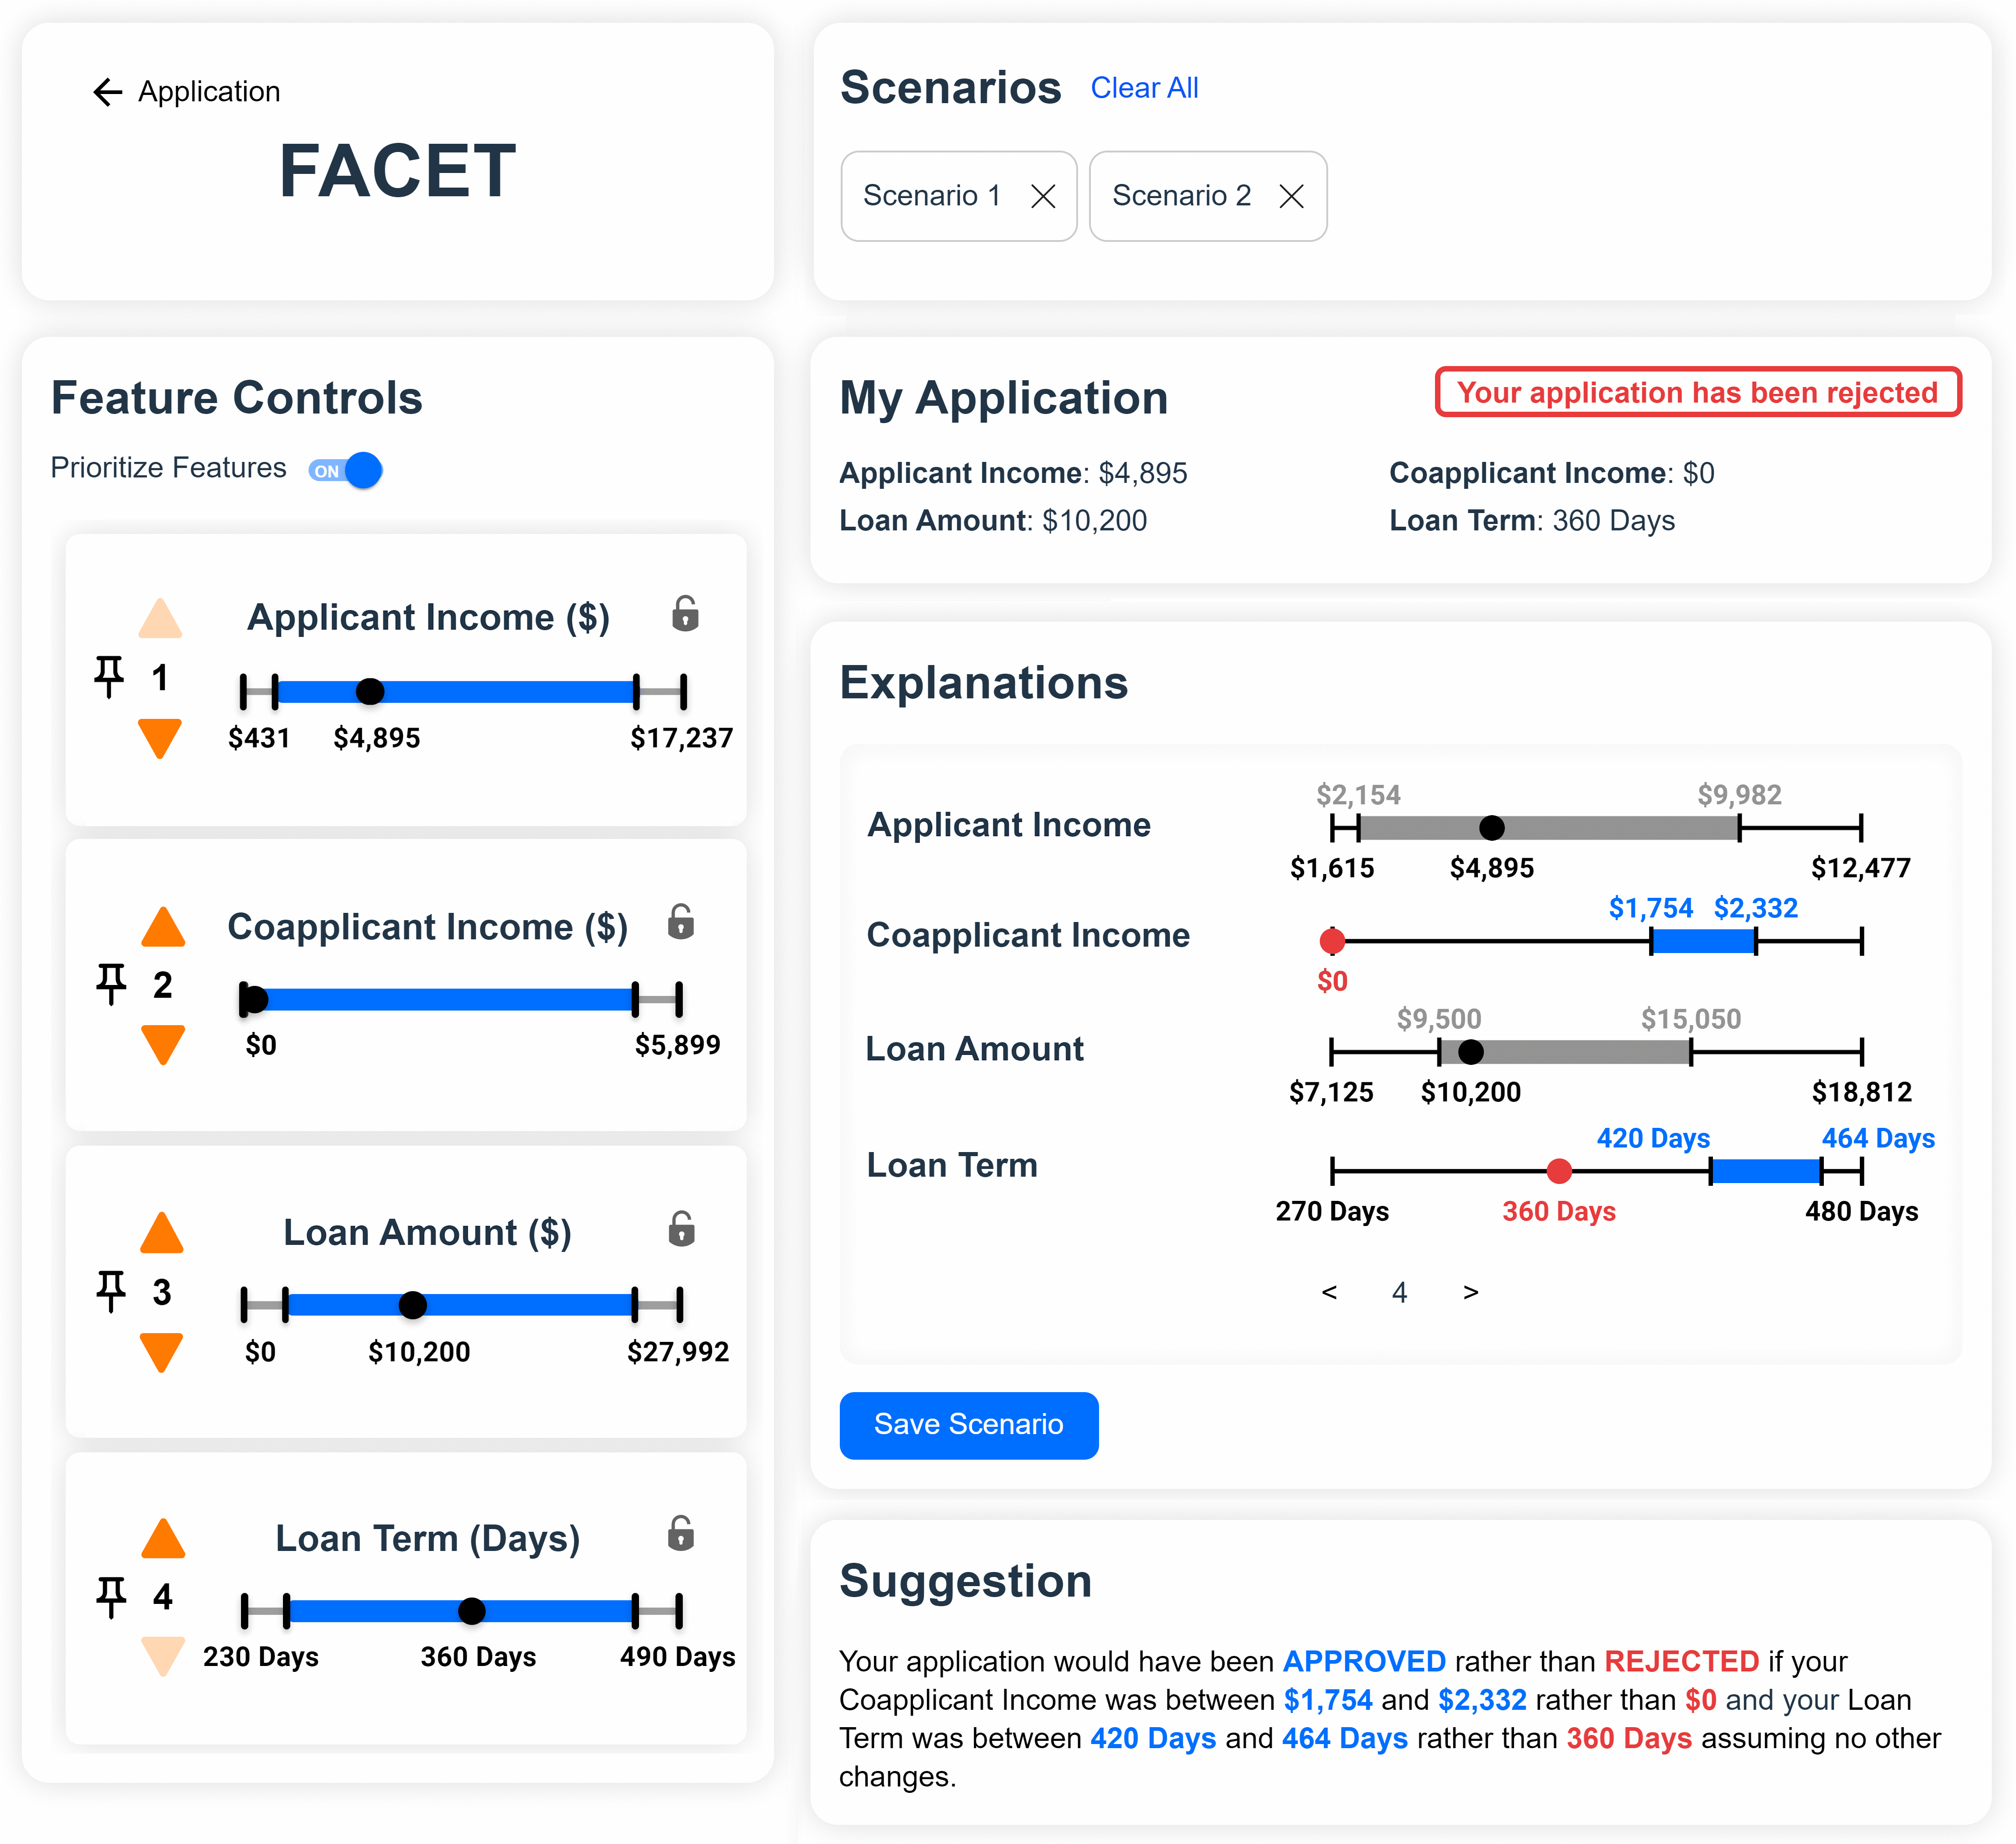 Application
FACET
Scenarios Clear All
Scenario 1
Scenario 2
Feature Controls
Prioritize Features ON
Applicant Income ($)
1
$431 $4,895 $17,237
Coapplicant Income ($)
2
$0 $5,899
Loan Amount ($)
3
$0 $10,200 $27,992
Loan Term (Days)
4
230 Days 360 Days 490 Days
My Application
Your application has been rejected
Applicant Income: $4,895 Coapplicant Income: $0
Loan Amount: $10,200 Loan Term: 360 Days
Explanations
$2,154 $9,982
Applicant Income
$1,615 $4,895 $12,477
$1,754 $2,332
Coapplicant Income
$0
$9,500 $15,050
Loan Amount
$7,125 $10,200 $18,812
420 Days 464 Days
Loan Term
270 Days 360 Days 480 Days
< 4 >
Save Scenario
Suggestion
Your application would have been APPROVED rather than REJECTED if your
Coapplicant Income was between $1,754 and $2,332 rather than $0 and your Loan
Term was between 420 Days and 464 Days rather than 360 Days assuming no other
changes.